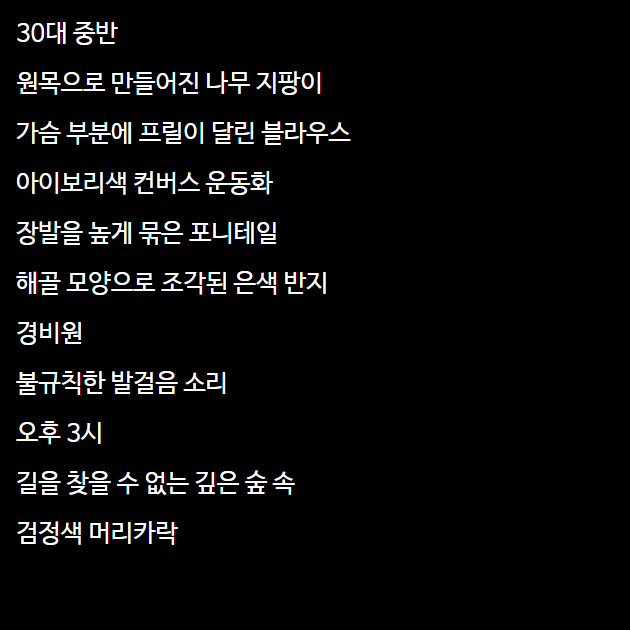 30대 중반
원목으로 만들어진 나무 지팡이
가슴 부분에 프릴이 달린 블라우스
아이보리색 컨버스 운동화
장발을 높게 묶은 포니테일
해골 모양으로 조각된 은색 반지
경비원
불규칙한 발걸음 소리
오후 3시
길을 찾을 수 없는 깊은 숲 속
검정색 머리카락